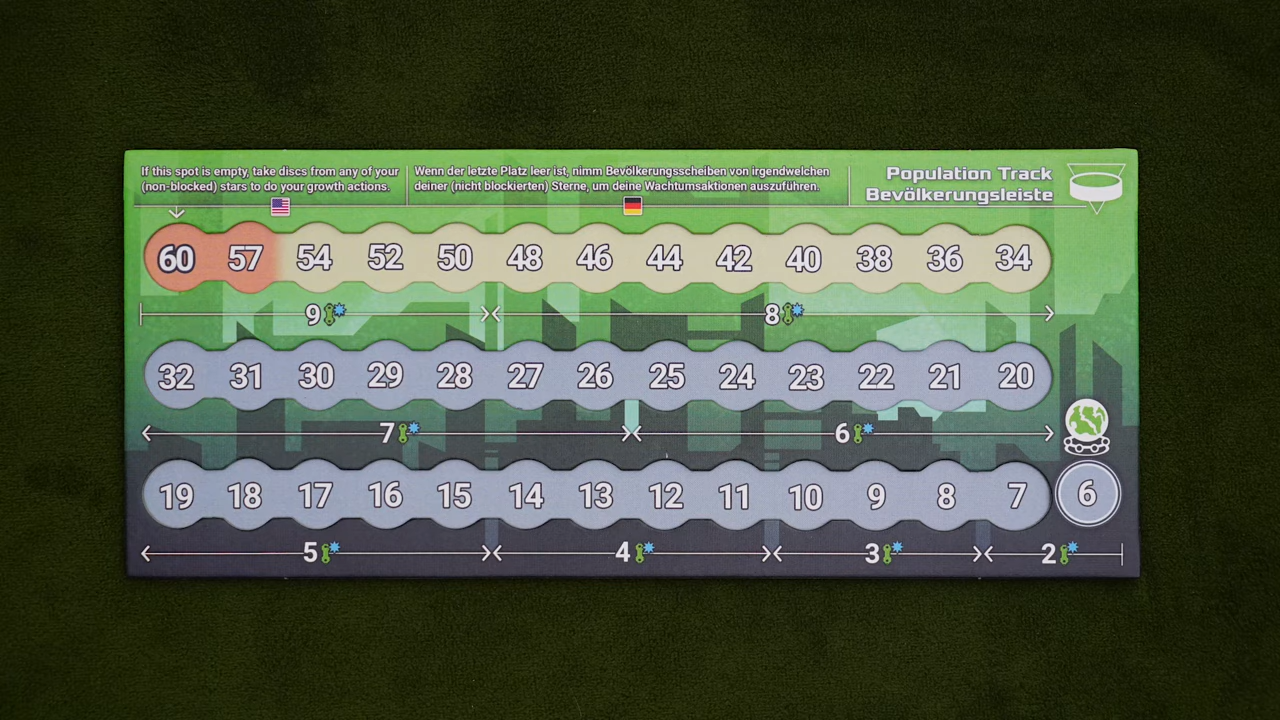 If this spot is empty, take discs from any of your
(non-blocked) stars to do your growth actions.
Wenn der letzte Platz leer ist, nimm Bevölkerungsscheiben von irgendwelchen
deiner (nicht blockierten) Sterne, um deine Wachtumsaktionen auszuführen.
Population Track
Bevölkerungsleiste
60 57 54 52 50 48 46 44 42 40 38 36 34
9 8
32 31 30 29 28 27 26 25 24 23 22 21 20
7 6
19 18 17 16 15 14 13 12 11 10 9 8 7 6
5 4 3 2